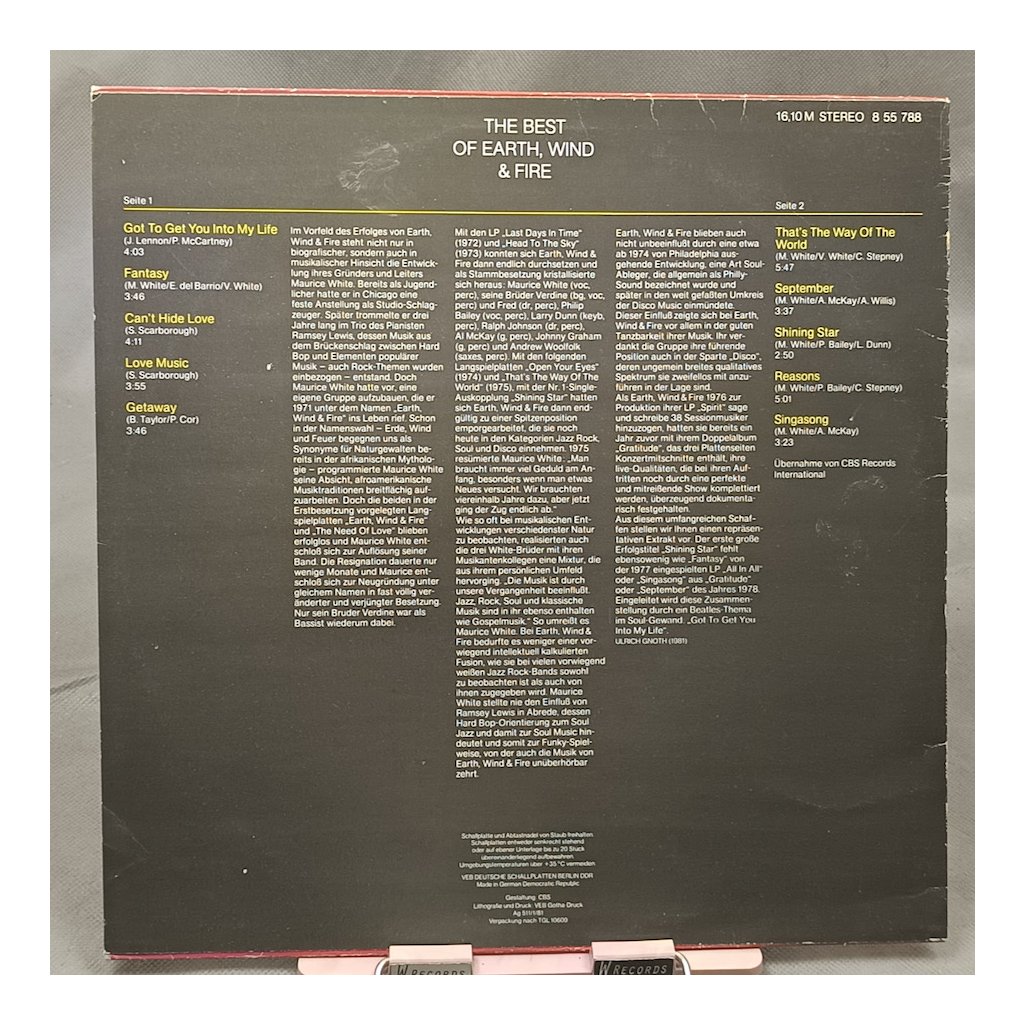 THE BEST
OF EARTH, WIND
& FIRE
16,10 M STEREO 8 55 788
Seite 1
Got To Get You Into My Life
(J. Lennon/P. McCartney)
4:03
Fantasy
(M. White/E. del Barrio/V. White)
3:46
Can't Hide Love
(S. Scarborough)
4:11
Love Music
(S. Scarborough)
3:55
Getaway
(B. Taylor/P. Cor)
3:46
Im Vorfeld des Erfolges von Earth,
Wind & Fire steht nicht nur in
biografischer, sondern auch in
musikalischer Hinsicht die Entwick-
lung ihres Gründers und Leiters
Maurice White. Bereits als Jugend-
licher hatte er in Chicago eine
feste Anstellung als Studio-Schlag-
zeuger. Später trommelte er drei
Jahre lang im Trio des Pianisten
Ramsey Lewis, dessen Musik aus
dem Brückenschlag zwischen Hard
Bop und Elementen populärer
Musik – auch Rock-Themen wurden
einbezogen – entstand. Doch
Maurice White hatte vor, eine
eigene Gruppe aufzubauen, die er
1971 unter dem Namen „Earth,
Wind & Fire" ins Leben rief. Schon
in der Namenswahl – Erde, Wind
und Feuer begegnen uns als
Synonyme für Naturgewalten be-
reits in der afrikanischen Mytholo-
gie – programmierte Maurice White
seine Absicht, afroamerikanische
Musiktraditionen breitflächig auf-
zuarbeiten. Doch die beiden in der
Erstbesetzung vorgelegten Lang-
spielplatten „Earth, Wind & Fire"
und „The Need Of Love" blieben
erfolglos und Maurice White ent-
schloß sich zur Auflösung seiner
Band. Die Resignation dauerte nur
wenige Monate und Maurice ent-
schloß sich zur Neugründung unter
gleichem Namen in fast völlig ver-
änderter und verjüngter Besetzung.
Nur sein Bruder Verdine war als
Bassist wiederum dabei.
Mit den LP „Last Days In Time"
(1972) und „Head To The Sky"
(1973) konnten sich Earth, Wind &
Fire dann endlich durchsetzen und
als Stammbesetzung kristallisierte
sich heraus: Maurice White (voc,
perc), seine Brüder Verdine (bg, voc,
perc) und Fred (dr, perc), Philip
Bailey (voc, perc), Larry Dunn (keyb,
perc), Ralph Johnson (dr, perc),
Al McKay (g, perc), Johnny Graham
(g, perc) und Andrew Woolfolk
(saxes, perc). Mit den folgenden
Langspielplatten „Open Your Eyes"
(1974) und „That's The Way Of The
World" (1975), mit der Nr. 1-Single-
Auskopplung „Shining Star" hatten
sich Earth, Wind & Fire dann end-
gültig zu einer Spitzenposition
emporgearbeitet, die sie noch
heute in den Kategorien Jazz Rock,
Soul und Disco einnehmen. 1975
resümierte Maurice White: „Man
braucht immer viel Geduld am An-
fang, besonders wenn man etwas
Neues versucht. Wir brauchten
viereinhalb Jahre dazu, aber jetzt
ging der Zug endlich ab."
Wie so oft bei musikalischen Ent-
wicklungen verschiedenster Natur
zu beobachten, realisierten auch
die drei White-Brüder mit ihren
Musikantenkollegen eine Mixtur, die
aus ihrem persönlichen Umfeld
hervorging. „Die Musik ist durch
unsere Vergangenheit beeinflußt.
Jazz, Rock, Soul und klassische
Musik sind in ihr ebenso enthalten
wie Gospelmusik." So umreißt es
Maurice White. Bei Earth, Wind &
Fire bedurfte es weniger einer vor-
wiegend intellektuell kalkulierten
Fusion, wie sie bei vielen vorwiegend
weißen Jazz Rock-Bands sowohl
zu beobachten ist als auch von
ihnen zugegeben wird. Maurice
White stellte nie den Einfluß von
Ramsey Lewis in Abrede, dessen
Hard Bop-Orientierung zum Soul
Jazz und damit zur Soul Music hin-
deutet und somit zur Funky-Spiel-
weise, von der auch die Musik von
Earth, Wind & Fire unüberhörbar
zehrt.
Earth, Wind & Fire blieben auch
nicht unbeeinflußt durch eine etwa
ab 1974 von Philadelphia aus-
gehende Entwicklung, eine Art Soul-
Ableger, die allgemein als Philly-
Sound bezeichnet wurde und
später in den weit gefaßten Umkreis
der Disco Music einmündete.
Dieser Einfluß zeigte sich bei Earth,
Wind & Fire vor allem in der guten
Tanzbarkeit ihrer Musik. Ihr ver-
dankt die Gruppe ihre führende
Position auch in der Sparte „Disco",
deren ungemein breites qualitatives
Spektrum sie zweifellos mit anzu-
führen in der Lage sind.
Als Earth, Wind & Fire 1976 zur
Produktion ihrer LP „Spirit" sage
und schreibe 38 Sessionmusiker
hinzuzogen, hatten sie bereits ein
Jahr zuvor mit ihrem Doppelalbum
„Gratitude", das drei Plattenseiten
Konzertmitschnitte enthält, ihre
live-Qualitäten, die bei ihren Auf-
tritten noch durch eine perfekte
und mitreißende Show komplettiert
werden, überzeugend dokumenta-
risch festgehalten.
Aus diesem umfangreichen Schaf-
fen stellen wir Ihnen einen repräsen-
tativen Extrakt vor. Der erste große
Erfolgstitel „Shining Star" fehlt
ebensowenig wie „Fantasy" von
der 1977 eingespielten LP „All In All"
oder „Singasong" aus „Gratitude"
oder „September" des Jahres 1978.
Eingeleitet wird diese Zusammen-
stellung durch ein Beatles-Thema
im Soul-Gewand. „Got To Get You
Into My Life".
ULRICH GNOTH (1981)
Seite 2
That's The Way Of The
World
(M. White/V. White/C. Stepney)
5:47
September
(M. White/A. McKay/A. Willis)
3:37
Shining Star
(M. White/P. Bailey/L. Dunn)
2:50
Reasons
(M. White/P. Bailey/C. Stepney)
5:01
Singasong
(M. White/A. McKay)
3:23
Übernahme von CBS Records
International
Schallplatte und Abtastnadel von Staub freihalten.
Schallplatten entweder senkrecht stehend
oder auf ebener Unterlage bis zu 20 Stück
übereinanderliegend aufbewahren.
Umgebungstemperaturen über +35 °C vermeiden.
VEB DEUTSCHE SCHALLPLATTEN BERLIN DDR
Made in German Democratic Republic
Gestaltung: CBS
Lithografie und Druck: VEB Gotha Druck
Ag 511/1/81
Verpackung nach TGL 10609
W RECORDS
W RECORDS